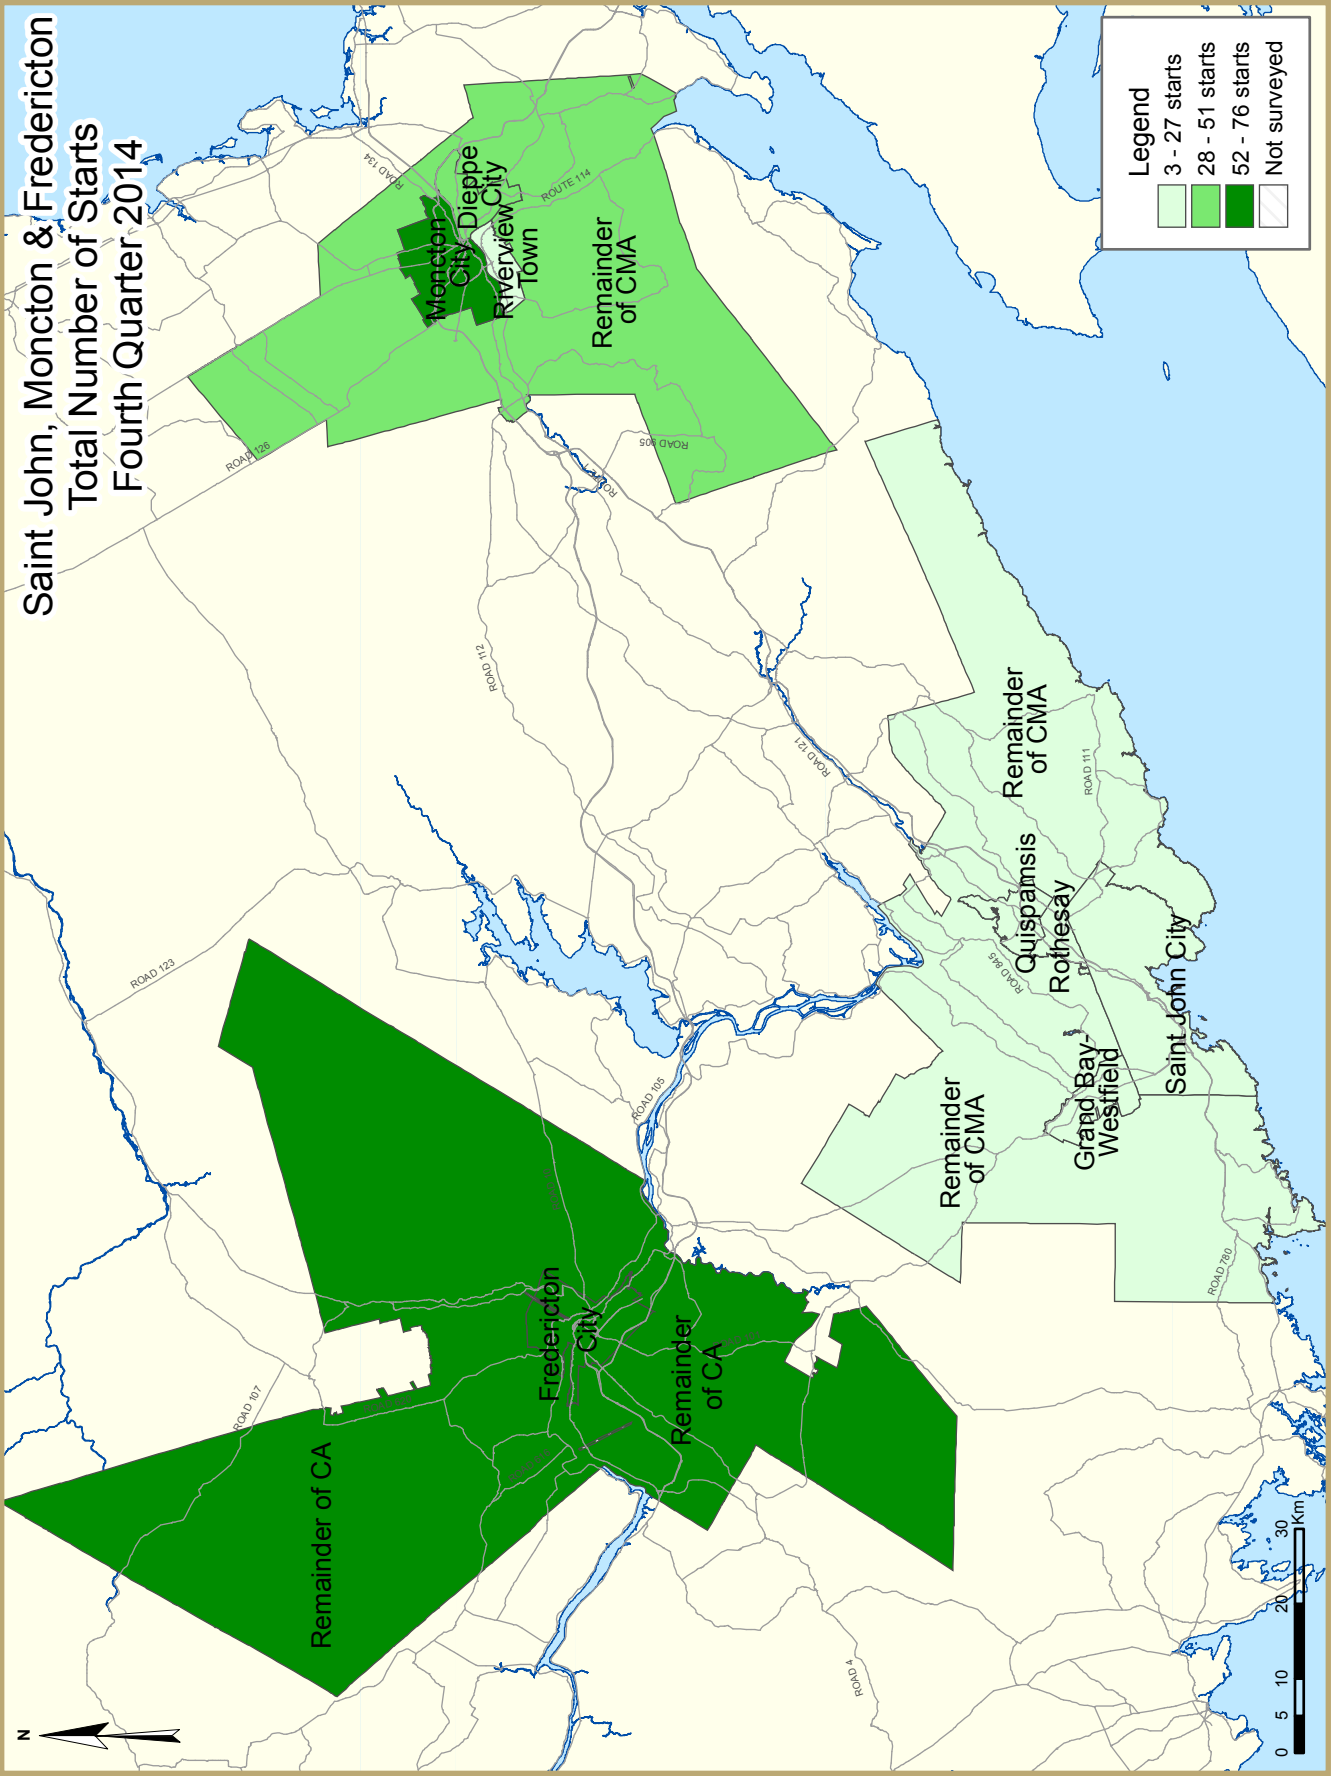 Saint John, Moncton & Fredericton
Total Number of Starts
Fourth Quarter 2014
N
Remainder of CA
Fredericton
City
Remainder
of CA
Moncton
City
Dieppe
City
Riverview
Town
Remainder
of CMA
Remainder
of CMA
Quispamsis
Rothesay
Saint John City
Grand Bay-
Westfield
Remainder
of CMA
ROAD 134
ROUTE 114
ROAD 126
ROAD 905
ROAD 112
ROAD 121
ROAD 111
ROAD 845
ROAD 123
ROAD 105
ROAD 107
ROAD 780
ROAD 4
Legend
3 - 27 starts
28 - 51 starts
52 - 76 starts
Not surveyed
0 5 10 20 30
Km